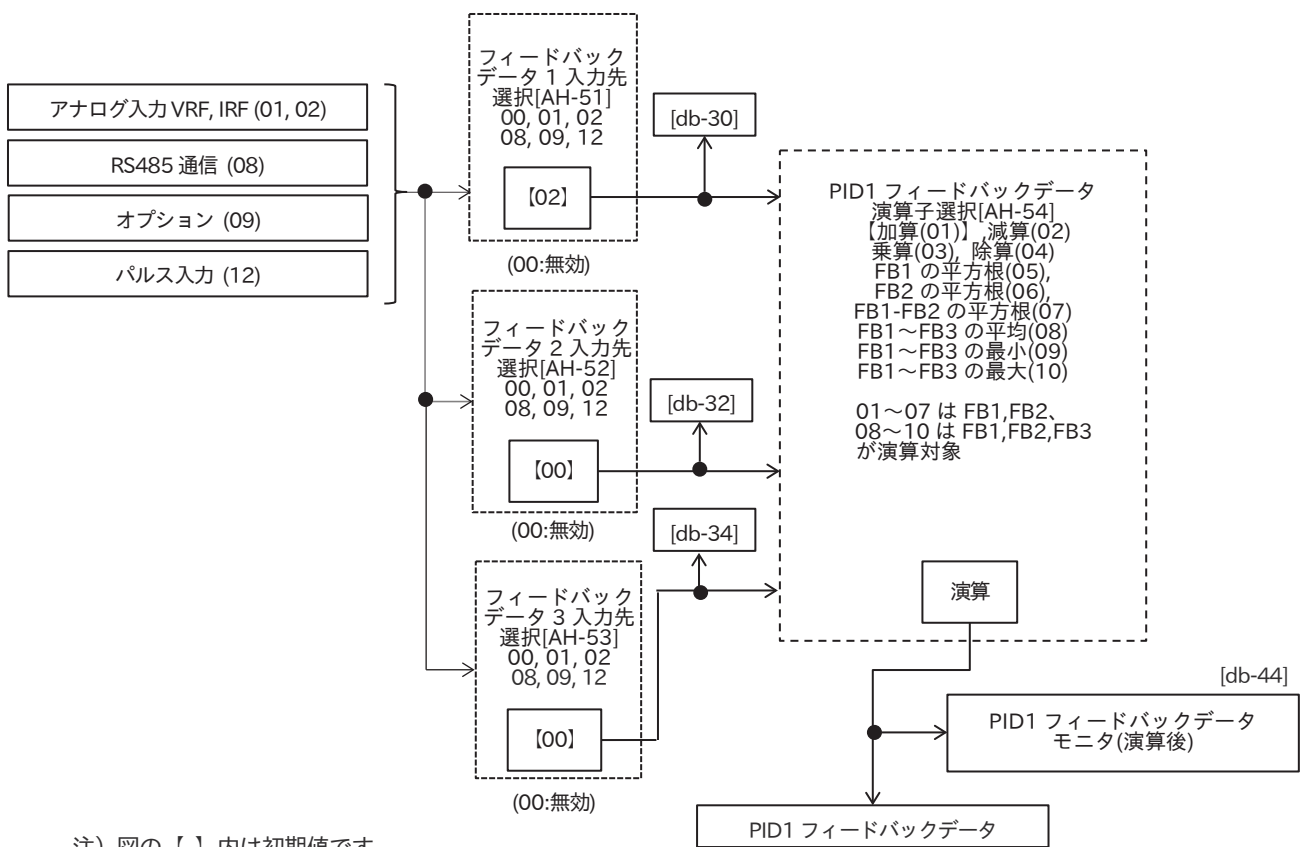 アナログ入力 VRF, IRF (01, 02)
RS485 通信 (08)
オプション (09)
パルス入力 (12)
フィードバック
データ 1 入力先
選択[AH-51]
00, 01, 02
08, 09, 12
【02】
(00:無効)
[db-30]
フィードバック
データ 2 入力先
選択[AH-52]
00, 01, 02
08, 09, 12
【00】
(00:無効)
[db-32]
フィードバック
データ 3 入力先
選択[AH-53]
00, 01, 02
08, 09, 12
【00】
(00:無効)
[db-34]
PID1 フィードバックデータ
演算子選択[AH-54]
【加算(01)】,減算(02)
乗算(03), 除算(04)
FB1 の平方根(05),
FB2 の平方根(06),
FB1-FB2 の平方根(07)
FB1～FB3 の平均(08)
FB1～FB3 の最小(09)
FB1～FB3 の最大(10)
01～07 は FB1,FB2、
08～10 は FB1,FB2,FB3
が演算対象
演算
[db-44]
PID1 フィードバックデータ
モニタ(演算後)
PID1 フィードバックデータ
注）図の【 】内は初期値です